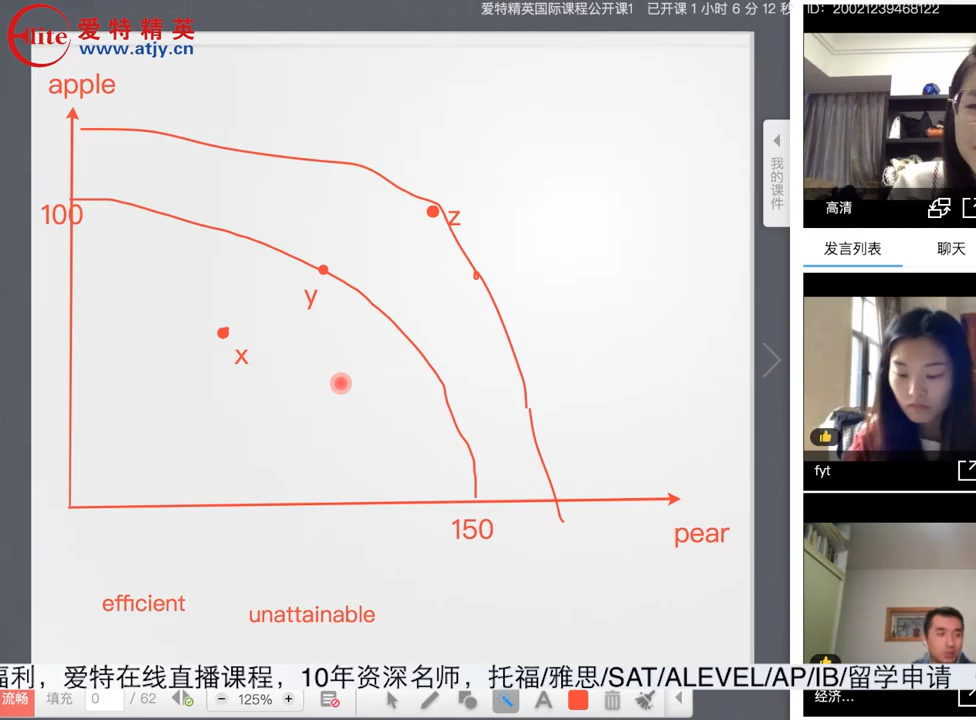 Elite 爱特精英
www.atjy.cn
爱特精英国际课程公开课1 已开课 1 小时 6 分 12 秒
ID: 20021239468122
apple
100
z
y
x
150
pear
efficient
unattainable
我的课件
高清
发言列表 聊天
fyt
经济...
福利，爱特在线直播课程，10年资深名师，托福/雅思/SAT/ALEVEL/AP/IB/留学申请
流畅 填充 0 / 62 125% A